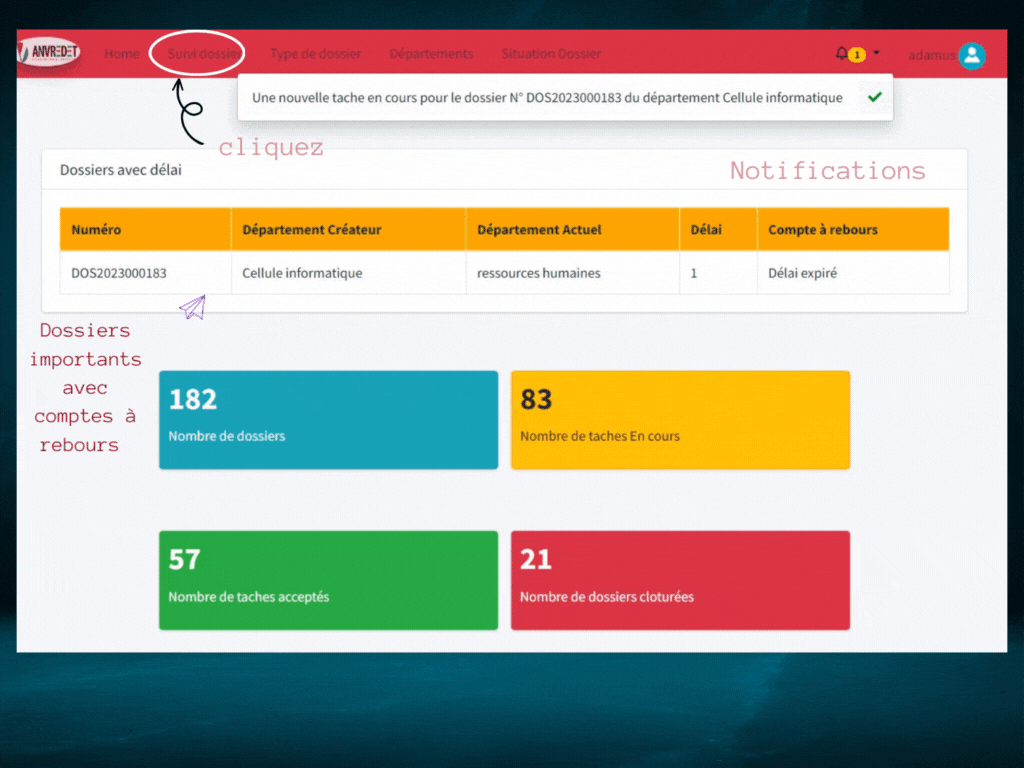 ANVREDET Home Suivi dossier Type de dossier Départements Situation Dossier 1 adamus
Une nouvelle tache en cours pour le dossier N° DOS2023000183 du département Cellule informatique
cliquez
Dossiers avec délai
Notifications
Numéro Département Créateur Département Actuel Délai Compte à rebours
DOS2023000183 Cellule informatique ressources humaines 1 Délai expiré
Dossiers
importants
avec
comptes à
rebours
182
Nombre de dossiers
83
Nombre de taches En cours
57
Nombre de taches acceptés
21
Nombre de dossiers cloturées